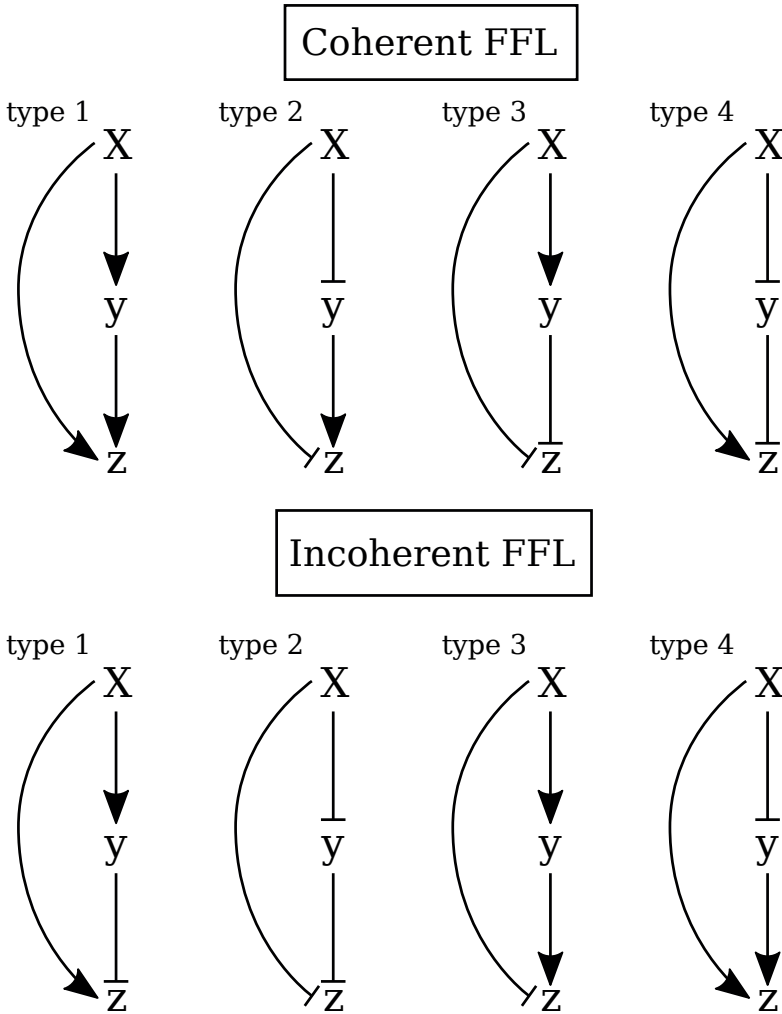 Coherent FFL
type 1 type 2 type 3 type 4
X X X X
y y y y
z z z z
Incoherent FFL
type 1 type 2 type 3 type 4
X X X X
y y y y
z z z z